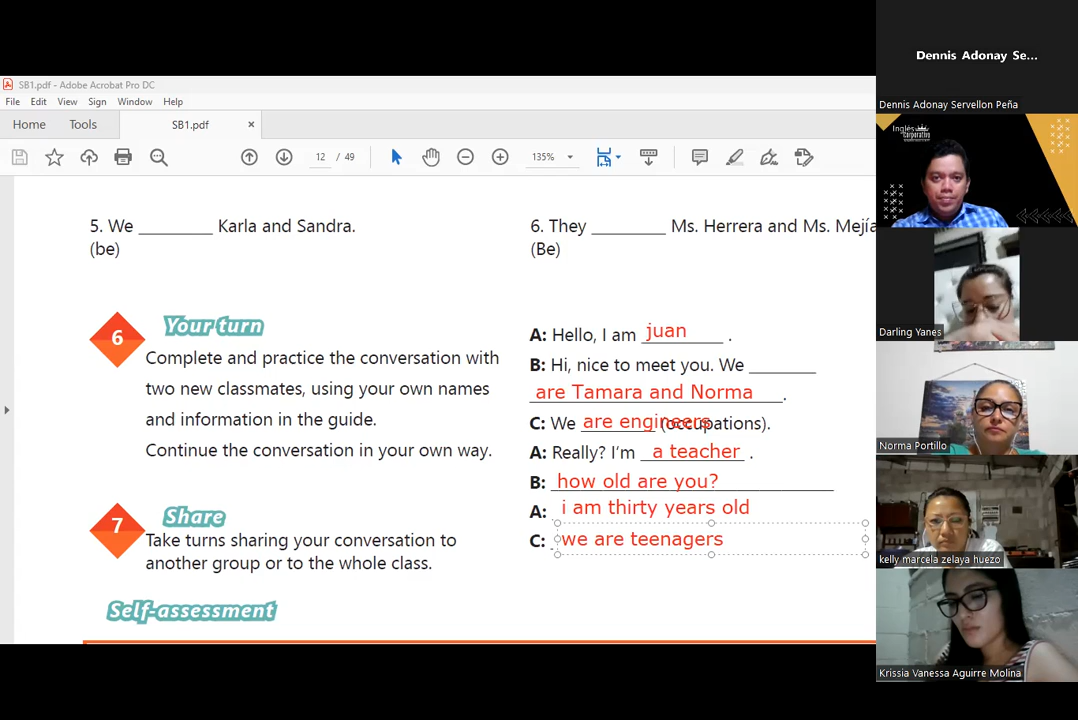 Dennis Adonay Se...
Dennis Adonay Servellon Peña
SB1.pdf - Adobe Acrobat Pro DC
File Edit View Sign Window Help
Home Tools SB1.pdf ×
12 / 49 135%
Inglés
Corporativo
5. We ________ Karla and Sandra.
(be)
6. They ________ Ms. Herrera and Ms. Mejía
(Be)
6 Your turn
Complete and practice the conversation with
two new classmates, using your own names
and information in the guide.
Continue the conversation in your own way.
7 Share
Take turns sharing your conversation to
another group or to the whole class.
Self-assessment
A: Hello, I am juan .
B: Hi, nice to meet you. We ________
are Tamara and Norma .
C: We are engineers (occupations).
A: Really? I'm a teacher .
B: how old are you?
A: i am thirty years old
C: we are teenagers
Darling Yanes
Norma Portillo
kelly marcela zelaya huezo
Krissia Vanessa Aguirre Molina